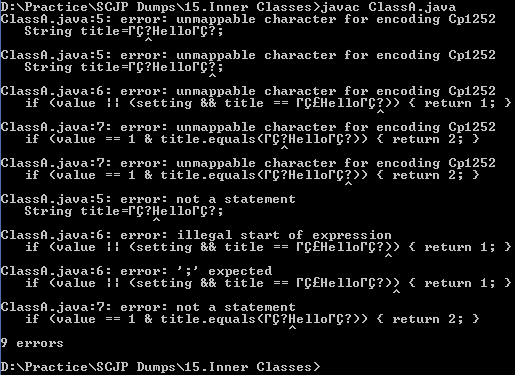 D:\Practice\SCJP Dumps\15.Inner Classes>javac ClassA.java
ClassA.java:5: error: unmappable character for encoding Cp1252
String title=ΓÇ?HelloΓÇ?;
^
ClassA.java:5: error: unmappable character for encoding Cp1252
String title=ΓÇ?HelloΓÇ?;
^
ClassA.java:6: error: unmappable character for encoding Cp1252
if (value || (setting && title == ΓÇ£HelloΓÇ?)) { return 1; }
^
ClassA.java:7: error: unmappable character for encoding Cp1252
if (value == 1 & title.equals(ΓÇ?HelloΓÇ?)) { return 2; }
^
ClassA.java:7: error: unmappable character for encoding Cp1252
if (value == 1 & title.equals(ΓÇ?HelloΓÇ?)) { return 2; }
^
ClassA.java:5: error: not a statement
String title=ΓÇ?HelloΓÇ?;
^
ClassA.java:6: error: illegal start of expression
if (value || (setting && title == ΓÇ£HelloΓÇ?)) { return 1; }
^
ClassA.java:6: error: ';' expected
if (value || (setting && title == ΓÇ£HelloΓÇ?)) { return 1; }
^
ClassA.java:7: error: not a statement
if (value == 1 & title.equals(ΓÇ?HelloΓÇ?)) { return 2; }
^
9 errors
D:\Practice\SCJP Dumps\15.Inner Classes>